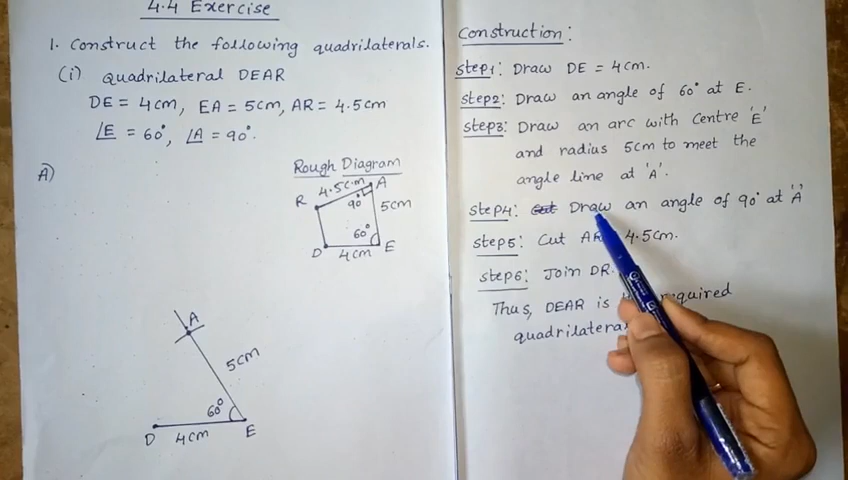 4.4 Exercise
1. Construct the following quadrilaterals.
(i) quadrilateral DEAR
DE = 4cm, EA = 5cm, AR = 4.5cm
∠E = 60°, ∠A = 90°.
A)
Rough Diagram
4.5cm A
R 90° 5cm
60°
D 4cm E
A
5cm
60°
D 4cm E
Construction:
Step1: Draw DE = 4cm.
Step2: Draw an angle of 60° at E.
Step3: Draw an arc with centre 'E'
and radius 5cm to meet the
angle line at 'A'.
Step4: Draw an angle of 90° at 'A'
Step5: Cut AR 4.5cm.
Step6: Join DR.
Thus, DEAR is required
quadrilateral